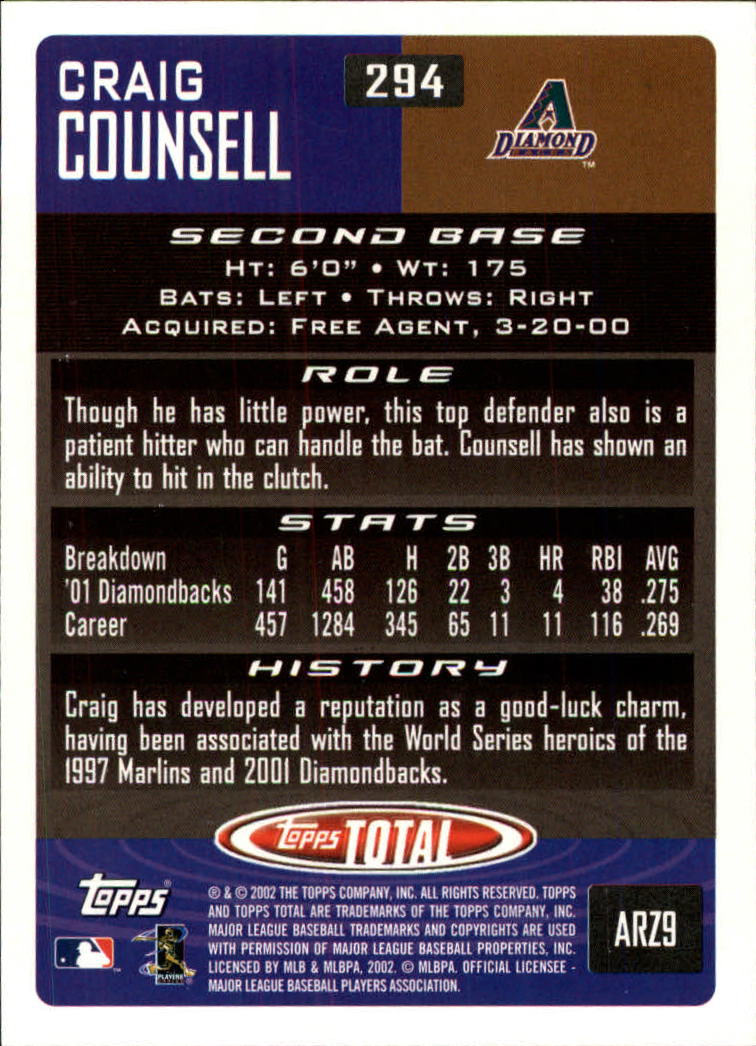 CRAIG
COUNSELL
294
DIAMOND
TM
SECOND BASE
HT: 6'0" • WT: 175
BATS: LEFT • THROWS: RIGHT
ACQUIRED: FREE AGENT, 3-20-00
ROLE
Though he has little power, this top defender also is a
patient hitter who can handle the bat. Counsell has shown an
ability to hit in the clutch.
STATS
Breakdown G AB H 2B 3B HR RBI AVG
'01 Diamondbacks 141 458 126 22 3 4 38 .275
Career 457 1284 345 65 11 11 116 .269
HISTORY
Craig has developed a reputation as a good-luck charm,
having been associated with the World Series heroics of the
1997 Marlins and 2001 Diamondbacks.
Topps TOTAL
Topps®
® & © 2002 THE TOPPS COMPANY, INC. ALL RIGHTS RESERVED. TOPPS
AND TOPPS TOTAL ARE TRADEMARKS OF THE TOPPS COMPANY, INC.
MAJOR LEAGUE BASEBALL TRADEMARKS AND COPYRIGHTS ARE USED
WITH PERMISSION OF MAJOR LEAGUE BASEBALL PROPERTIES, INC.
LICENSED BY MLB & MLBPA, 2002. © MLBPA. OFFICIAL LICENSEE -
MAJOR LEAGUE BASEBALL PLAYERS ASSOCIATION.
ARZ9
PLAYERS